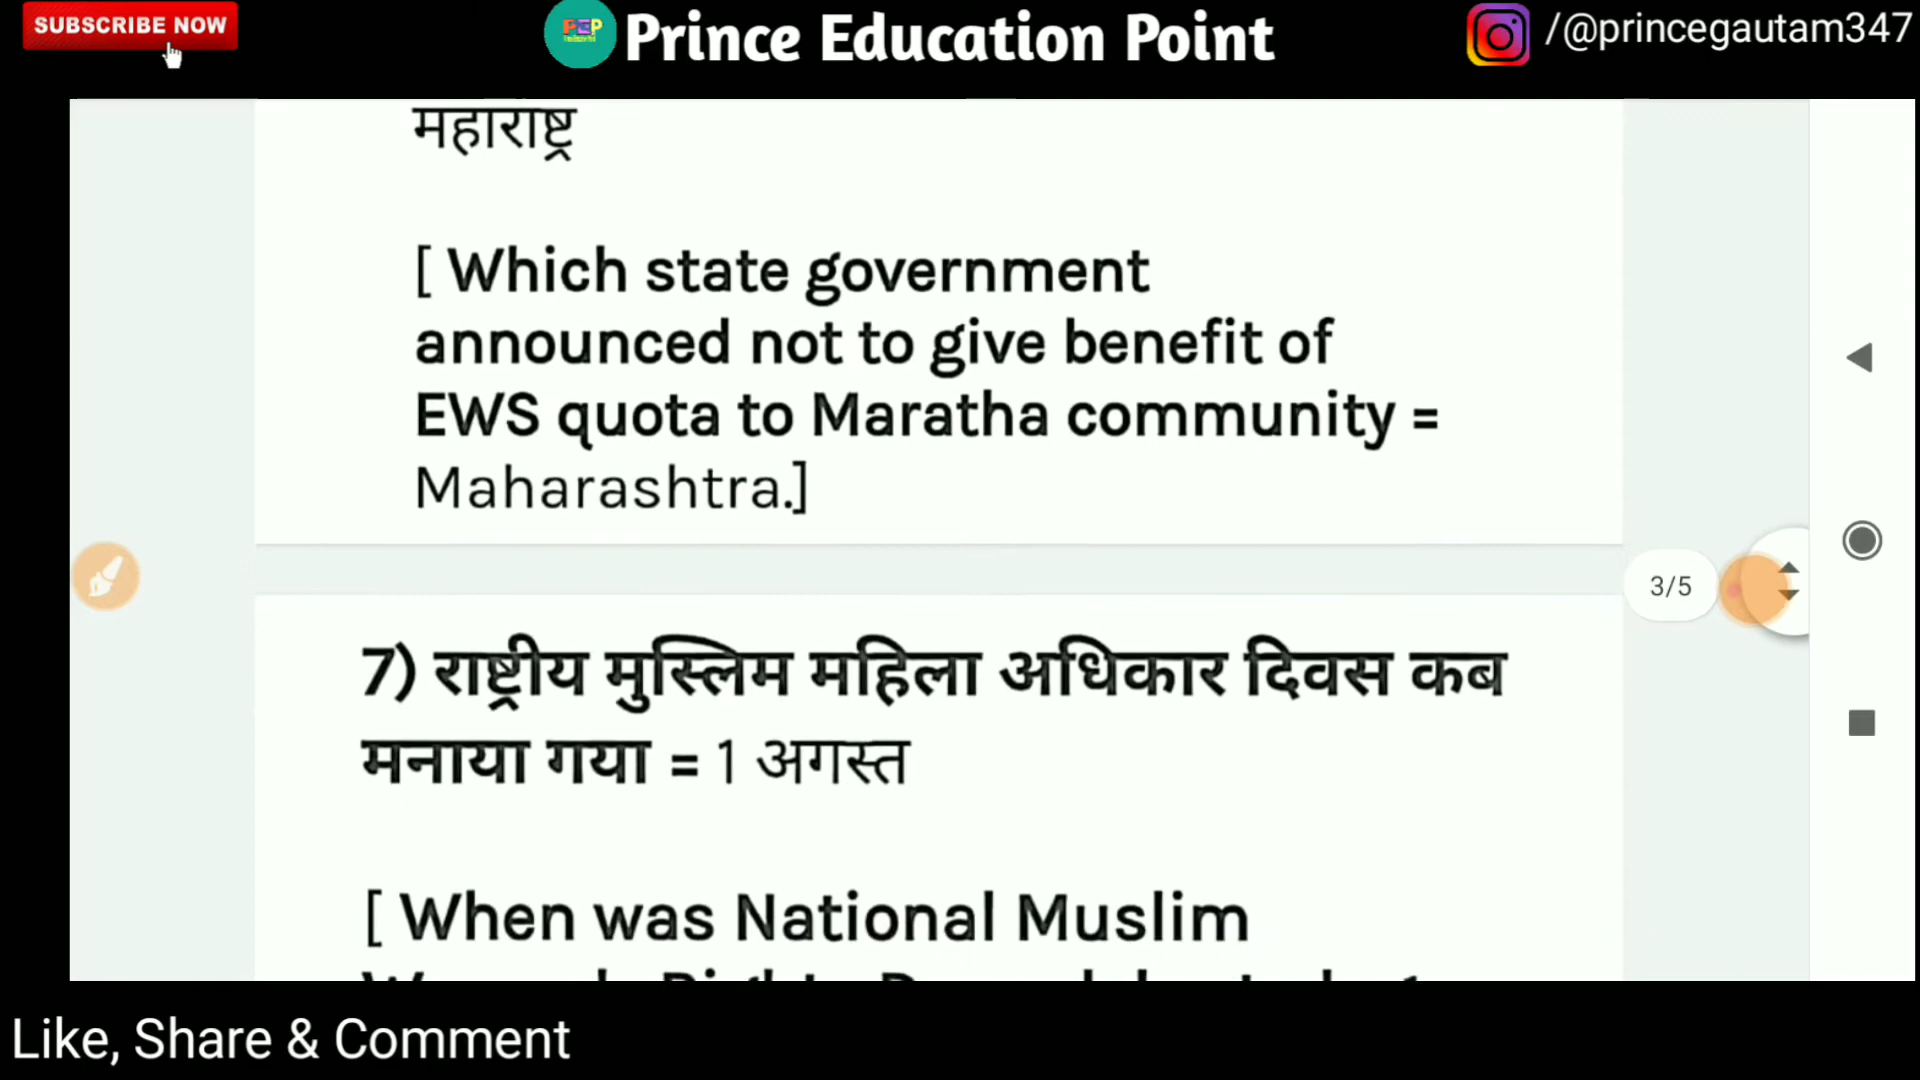 SUBSCRIBE NOW
PEP
Prince Education Point
/@princegautam347
महाराष्ट्र
[ Which state government
announced not to give benefit of
EWS quota to Maratha community =
Maharashtra.]
3/5
7) राष्ट्रीय मुस्लिम महिला अधिकार दिवस कब
मनाया गया = 1 अगस्त
[ When was National Muslim
Like, Share & Comment